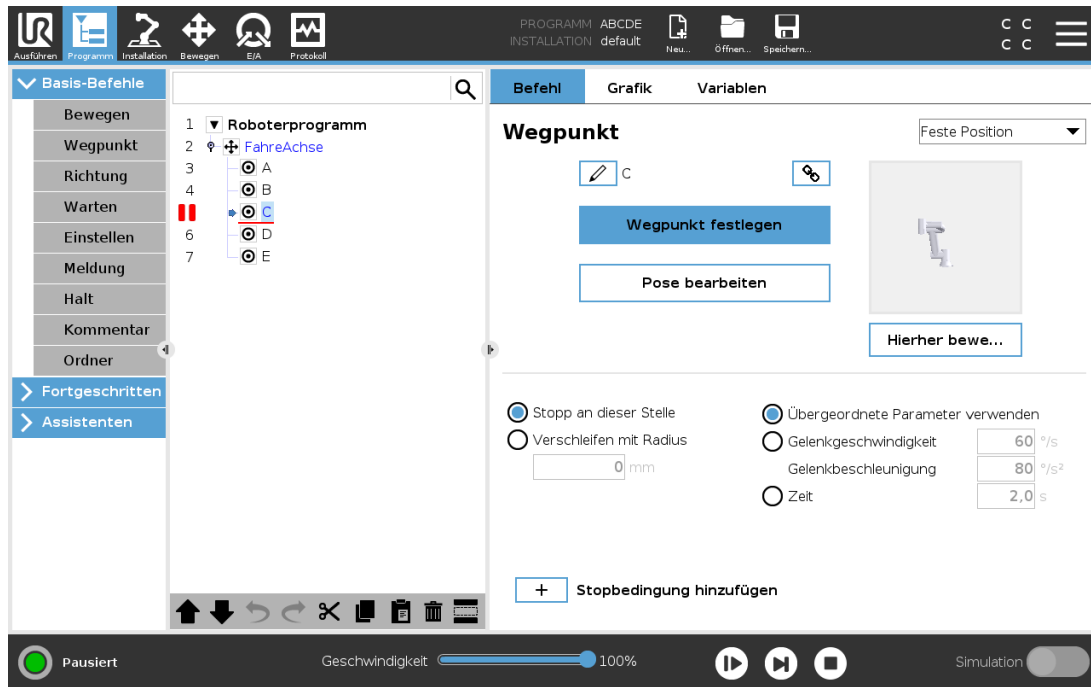 PROGRAMM ABCDE
INSTALLATION default
Ausführen Programm Installation Bewegen E/A Protokoll
Neu... Öffnen... Speichern...
C C
C C
Basis-Befehle
Bewegen
Wegpunkt
Richtung
Warten
Einstellen
Meldung
Halt
Kommentar
Ordner
Fortgeschritten
Assistenten
1 Roboterprogramm
2 FahreAchse
3 A
4 B
C
6 D
7 E
Befehl Grafik Variablen
Wegpunkt
Feste Position
C
Wegpunkt festlegen
Pose bearbeiten
Hierher bewe...
Stopp an dieser Stelle
Verschleifen mit Radius
0 mm
Übergeordnete Parameter verwenden
Gelenkgeschwindigkeit 60 °/s
Gelenkbeschleunigung 80 °/s²
Zeit 2,0 s
+ Stopbedingung hinzufügen
Pausiert
Geschwindigkeit 100%
Simulation